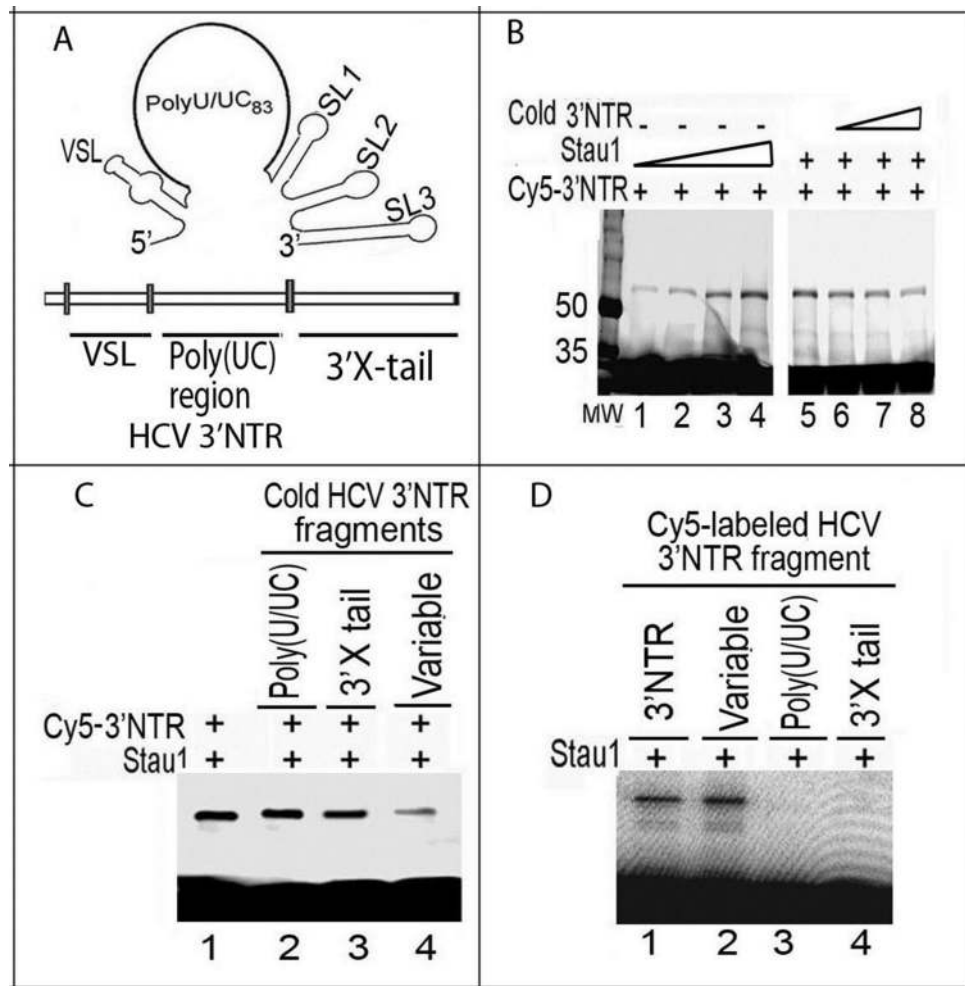 A
PolyU/UC83
VSL
SL1
SL2
SL3
5’
3’
VSL
Poly(UC)
region
3’X-tail
HCV 3’NTR
B
Cold 3’NTR - - - -
Stau1 + + + +
Cy5-3’NTR + + + + + + + +
50
35
MW 1 2 3 4 5 6 7 8
C
Cold HCV 3’NTR
fragments
Poly(U/UC)
3’X tail
Variable
Cy5-3’NTR + + + +
Stau1 + + + +
1 2 3 4
D
Cy5-labeled HCV
3’NTR fragment
3’NTR
Variable
Poly(U/UC)
3’X tail
Stau1 + + + +
1 2 3 4